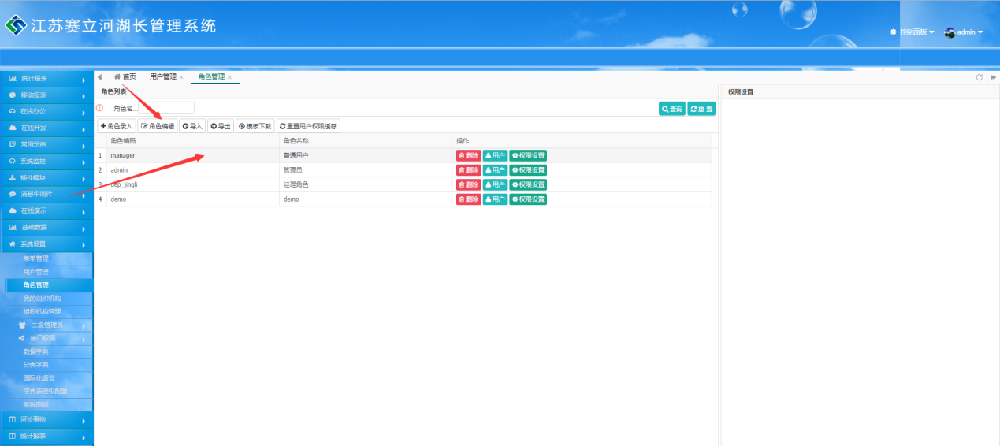 江苏赛立河湖长管理系统
控制面板 admin
统计报表
移动报表
在线办公
在线开发
常用示例
系统监控
插件模块
消息中间件
在线演示
基础数据
系统设置
菜单管理
用户管理
角色管理
我的组织机构
组织机构管理
二级管理员
接口权限
数据字典
分类字典
国际化语言
字典表授权配置
系统图标
河长事物
统计报表
首页 用户管理 角色管理
角色列表
角色名... 查询 重置
角色录入 角色编辑 导入 导出 模板下载 重置用户权限缓存
角色编码 角色名称 操作
1 manager 普通用户 删除 用户 权限设置
2 admin 管理员 删除 用户 权限设置
3 dep_jingli 经理角色 删除 用户 权限设置
4 demo demo 删除 用户 权限设置
权限设置